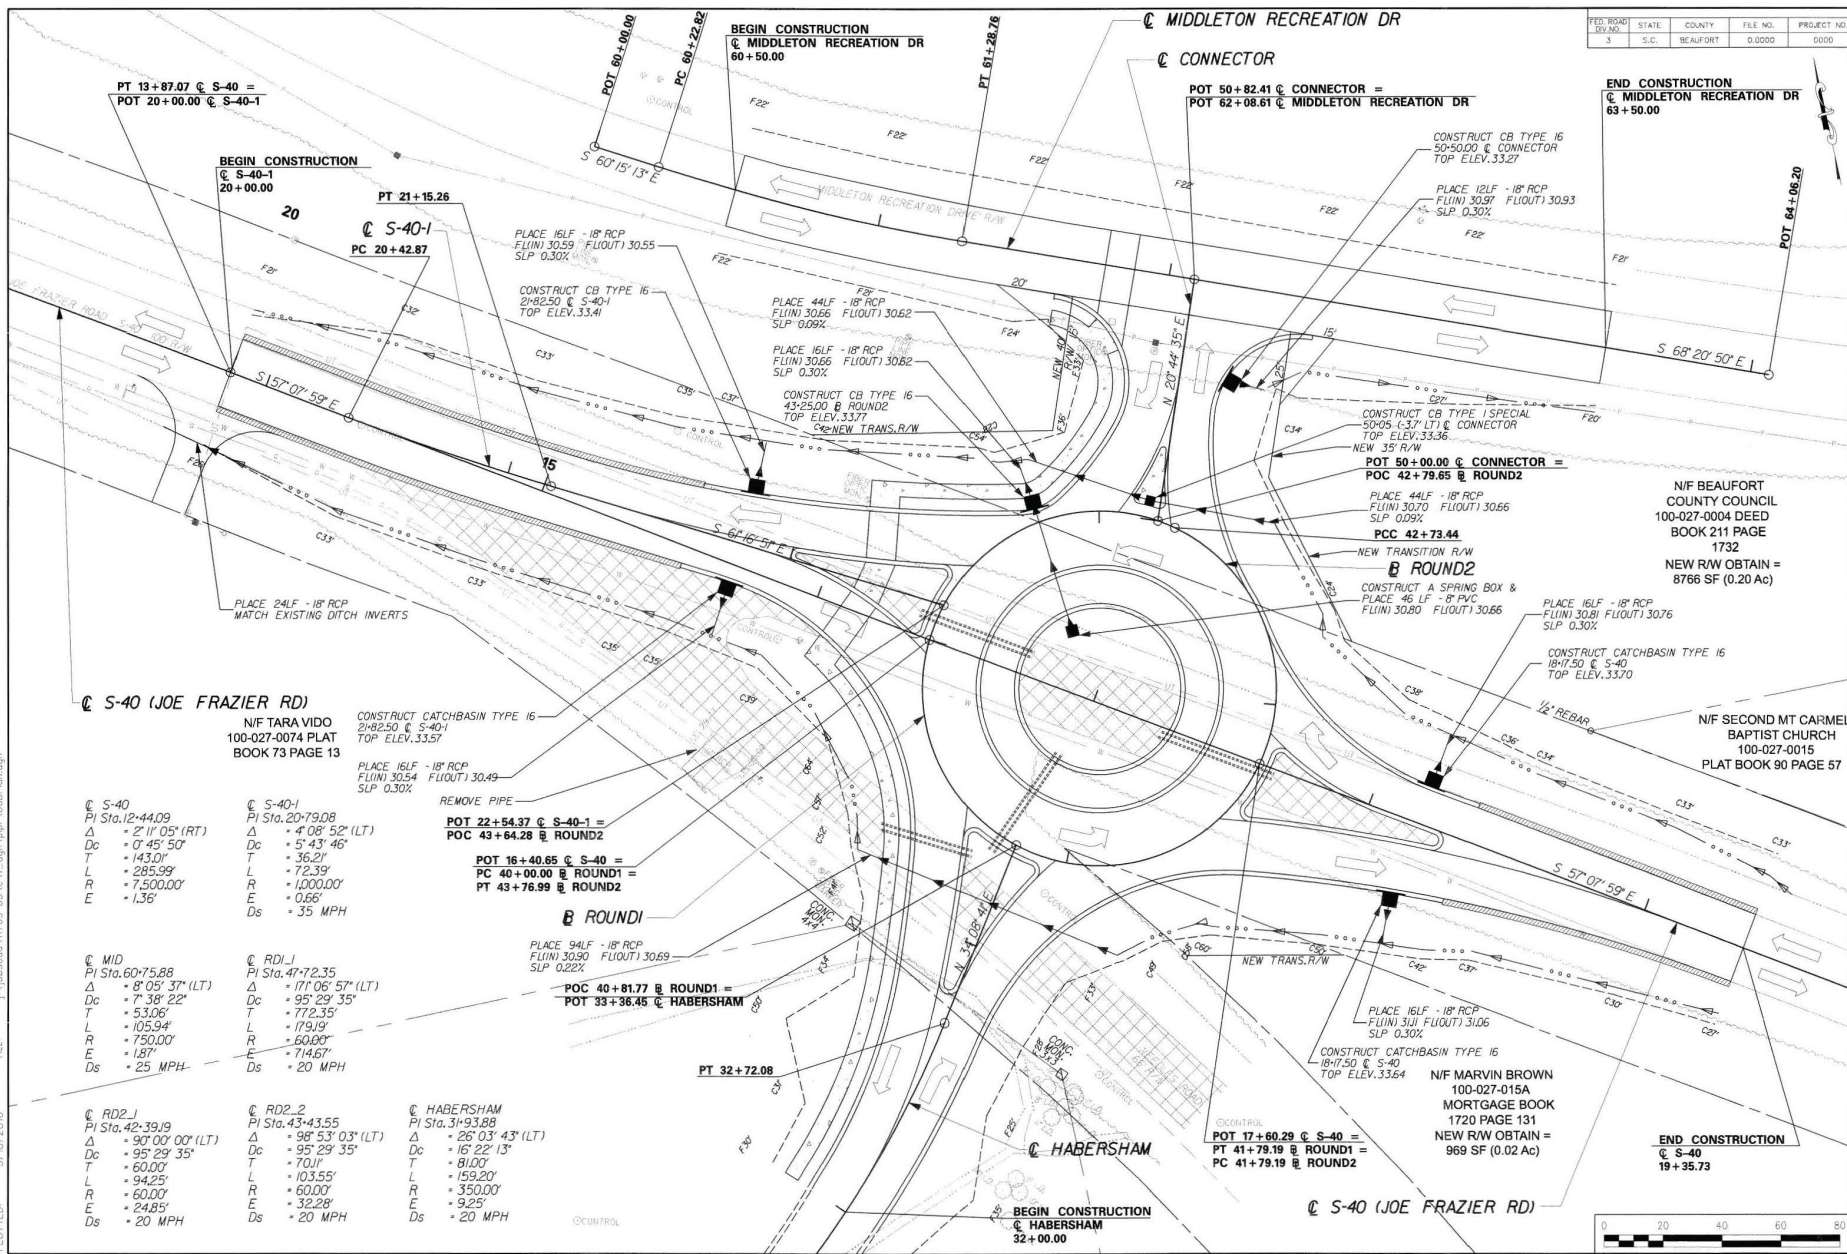 ℄ MIDDLETON RECREATION DR
℄ CONNECTOR
FED. ROAD DIV.NO. STATE COUNTY FILE NO. PROJECT NO.
3 S.C. BEAUFORT 0.0000 0000
POT 60+00.00
PC 60+22.82
BEGIN CONSTRUCTION
℄ MIDDLETON RECREATION DR
60+50.00
PT 61+28.76
POT 50+82.41 ℄ CONNECTOR =
POT 62+08.61 ℄ MIDDLETON RECREATION DR
END CONSTRUCTION
℄ MIDDLETON RECREATION DR
63+50.00
POT 64+06.20
PT 13+87.07 ℄ S-40 =
POT 20+00.00 ℄ S-40-1
BEGIN CONSTRUCTION
℄ S-40-1
20+00.00
20
PT 21+15.26
℄ S-40-1
PC 20+42.87
S 60° 15' 13" E
MIDDLETON RECREATION DRIVE R/W
CONSTRUCT CB TYPE 16
50+50.00 ℄ CONNECTOR
TOP ELEV.33.27
PLACE 12LF - 18" RCP
FL(IN) 30.97 FL(OUT) 30.93
SLP 0.30%
PLACE 16LF - 18" RCP
FL(IN) 30.59 FL(OUT) 30.55
SLP 0.30%
CONSTRUCT CB TYPE 16
21+82.50 ℄ S-40-1
TOP ELEV.33.41
PLACE 44LF - 18" RCP
FL(IN) 30.66 FL(OUT) 30.62
SLP 0.09%
PLACE 16LF - 18" RCP
FL(IN) 30.66 FL(OUT) 30.62
SLP 0.30%
CONSTRUCT CB TYPE 16
43+25.00 ⅊ ROUND2
TOP ELEV.33.77
NEW TRANS.R/W
NEW 40' R/W
N 20° 44' 35" E
S 68° 20' 50" E
JOE FRAZIER ROAD S-40 100' R/W
S 57° 07' 59" E
15
S 61° 16' 51" E
CONSTRUCT CB TYPE 1 SPECIAL
50+05 (-3.7' LT) ℄ CONNECTOR
TOP ELEV.33.36
NEW 35' R/W
POT 50+00.00 ℄ CONNECTOR =
POC 42+79.65 ⅊ ROUND2
PLACE 44LF - 18" RCP
FL(IN) 30.70 FL(OUT) 30.66
SLP 0.09%
PCC 42+73.44
NEW TRANSITION R/W
⅊ ROUND2
CONSTRUCT A SPRING BOX &
PLACE 46 LF - 8" PVC
FL(IN) 30.80 FL(OUT) 30.66
N/F BEAUFORT
COUNTY COUNCIL
100-027-0004 DEED
BOOK 211 PAGE
1732
NEW R/W OBTAIN =
8766 SF (0.20 Ac)
PLACE 16LF - 18" RCP
FL(IN) 30.81 FL(OUT) 30.76
SLP 0.30%
CONSTRUCT CATCHBASIN TYPE 16
18+17.50 ℄ S-40
TOP ELEV.33.70
1/2" REBAR
N/F SECOND MT CARMEL
BAPTIST CHURCH
100-027-0015
PLAT BOOK 90 PAGE 57
PLACE 24LF - 18" RCP
MATCH EXISTING DITCH INVERTS
℄ S-40 (JOE FRAZIER RD)
N/F TARA VIDO
100-027-0074 PLAT
BOOK 73 PAGE 13
CONSTRUCT CATCHBASIN TYPE 16
21+82.50 ℄ S-40-1
TOP ELEV.33.57
PLACE 16LF - 18" RCP
FL(IN) 30.54 FL(OUT) 30.49
SLP 0.30%
REMOVE PIPE
POT 22+54.37 ℄ S-40-1 =
POC 43+64.28 ⅊ ROUND2
POT 16+40.65 ℄ S-40 =
PC 40+00.00 ⅊ ROUND1 =
PT 43+76.99 ⅊ ROUND2
⅊ ROUND1
PLACE 94LF - 18" RCP
FL(IN) 30.90 FL(OUT) 30.69
SLP 0.22%
POC 40+81.77 ⅊ ROUND1 =
POT 33+36.45 ℄ HABERSHAM
PT 32+72.08
CONC.
MON.
4x4
N 34° 08' 41" E
CONC.
MON.
3x3
NEW TRANS.R/W
S 57° 07' 59" E
PLACE 16LF - 18" RCP
FL(IN) 31.11 FL(OUT) 31.06
SLP 0.30%
CONSTRUCT CATCHBASIN TYPE 16
18+17.50 ℄ S-40
TOP ELEV.33.64
N/F MARVIN BROWN
100-027-015A
MORTGAGE BOOK
1720 PAGE 131
NEW R/W OBTAIN =
969 SF (0.02 Ac)
℄ HABERSHAM
POT 17+60.29 ℄ S-40 =
PT 41+79.19 ⅊ ROUND1 =
PC 41+79.19 ⅊ ROUND2
END CONSTRUCTION
℄ S-40
19+35.73
℄ S-40 (JOE FRAZIER RD)
BEGIN CONSTRUCTION
℄ HABERSHAM
32+00.00
℄ S-40
PI Sta.12+44.09
Δ = 2° 11' 05" (RT)
Dc = 0° 45' 50"
T = 143.01'
L = 285.99'
R = 7,500.00'
E = 1.36'
℄ S-40-1
PI Sta.20+79.08
Δ = 4° 08' 52" (LT)
Dc = 5° 43' 46"
T = 36.21'
L = 72.39'
R = 1,000.00'
E = 0.66'
Ds = 35 MPH
℄ MID
PI Sta.60+75.88
Δ = 8° 05' 37" (LT)
Dc = 7° 38' 22"
T = 53.06'
L = 105.94'
R = 750.00'
E = 1.87'
Ds = 25 MPH
℄ RD1_1
PI Sta.47+72.35
Δ = 171° 06' 57" (LT)
Dc = 95° 29' 35"
T = 772.35'
L = 179.19'
R = 60.00'
E = 714.67'
Ds = 20 MPH
℄ RD2_1
PI Sta.42+39.19
Δ = 90° 00' 00" (LT)
Dc = 95° 29' 35"
T = 60.00'
L = 94.25'
R = 60.00'
E = 24.85'
Ds = 20 MPH
℄ RD2_2
PI Sta.43+43.55
Δ = 98° 53' 03" (LT)
Dc = 95° 29' 35"
T = 70.11'
L = 103.55'
R = 60.00'
E = 32.28'
Ds = 20 MPH
℄ HABERSHAM
PI Sta.31+93.88
Δ = 26° 03' 43" (LT)
Dc = 16° 22' 13"
T = 81.00'
L = 159.20'
R = 350.00'
E = 9.25'
Ds = 20 MPH
0 20 40 60 80